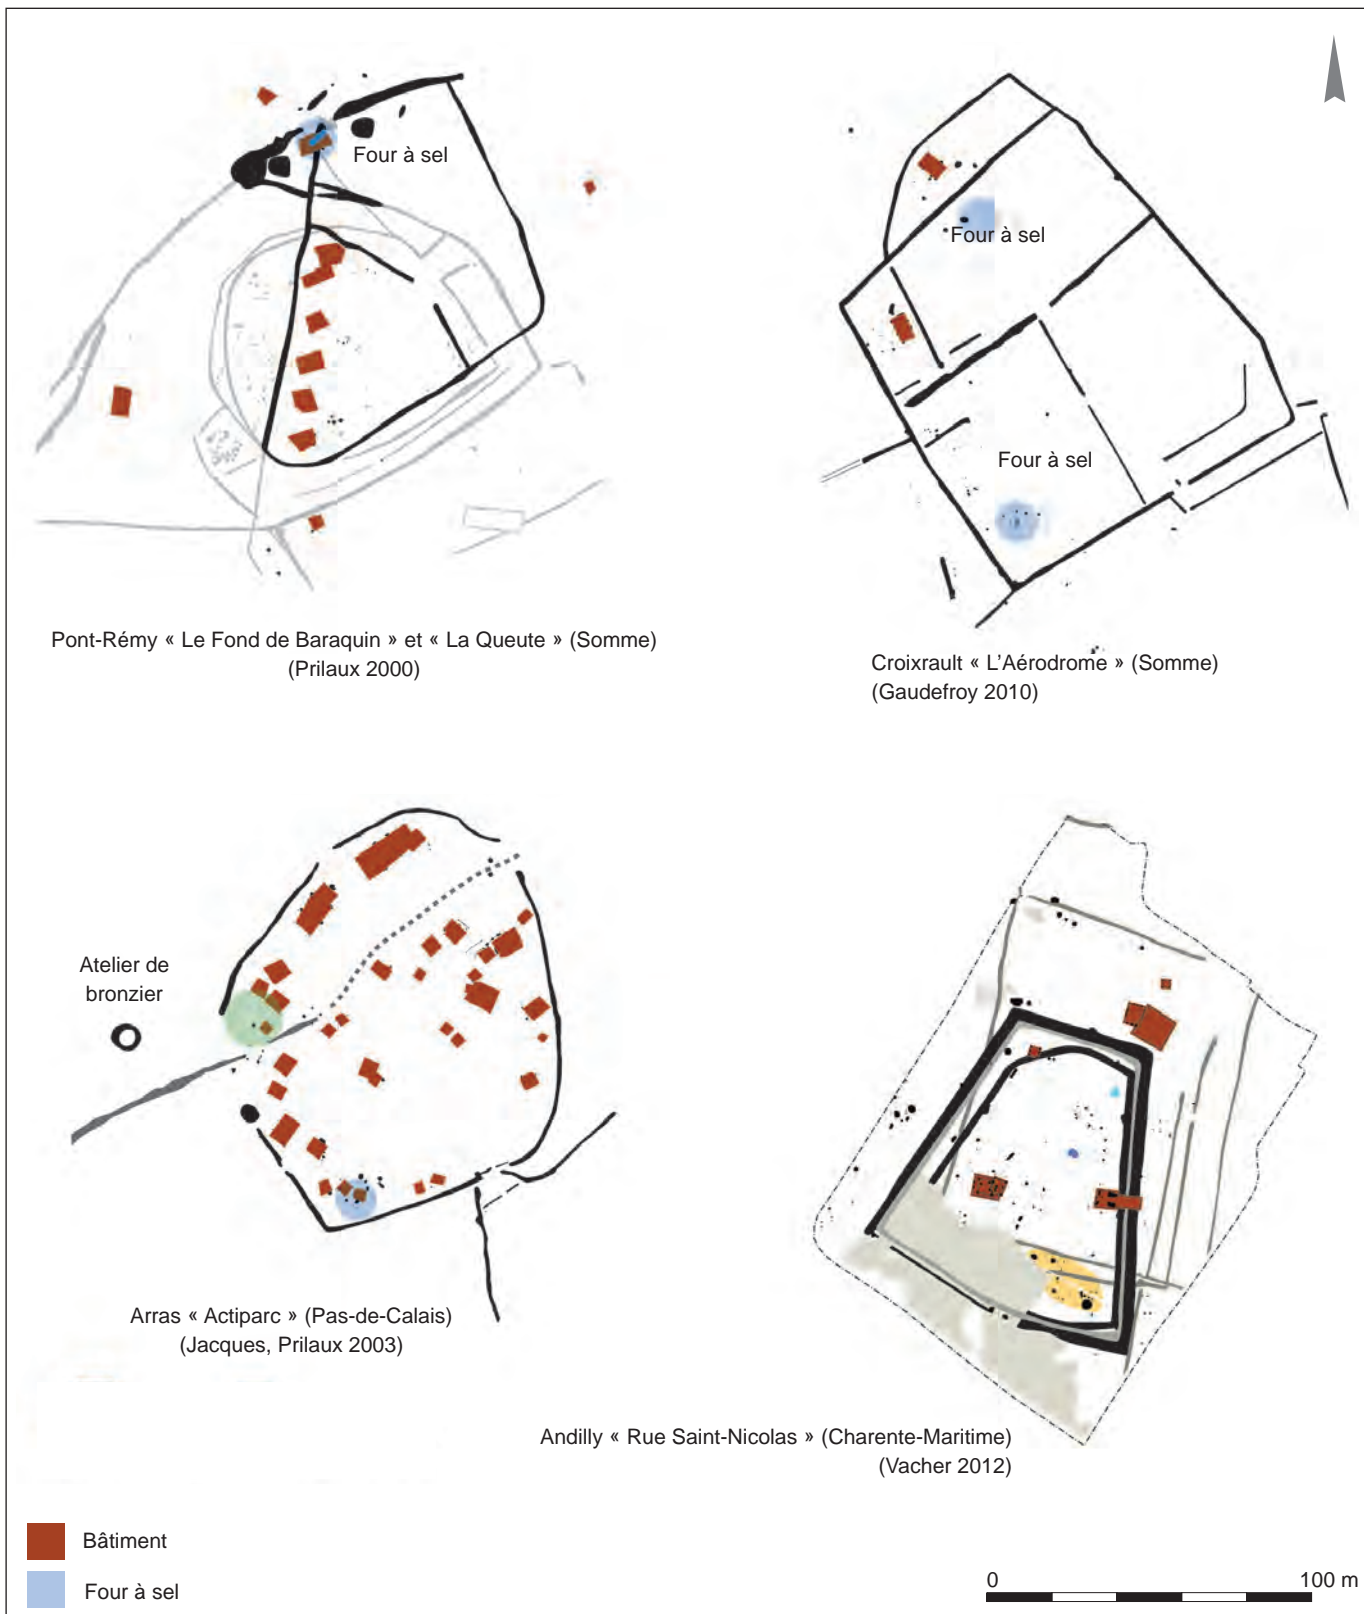 Four à sel
Four à sel
Four à sel
Pont-Rémy « Le Fond de Baraquin » et « La Queute » (Somme)
(Prilaux 2000)
Croixrault « L’Aérodrome » (Somme)
(Gaudefroy 2010)
Atelier de
bronzier
Arras « Actiparc » (Pas-de-Calais)
(Jacques, Prilaux 2003)
Andilly « Rue Saint-Nicolas » (Charente-Maritime)
(Vacher 2012)
Bâtiment
Four à sel
0 100 m